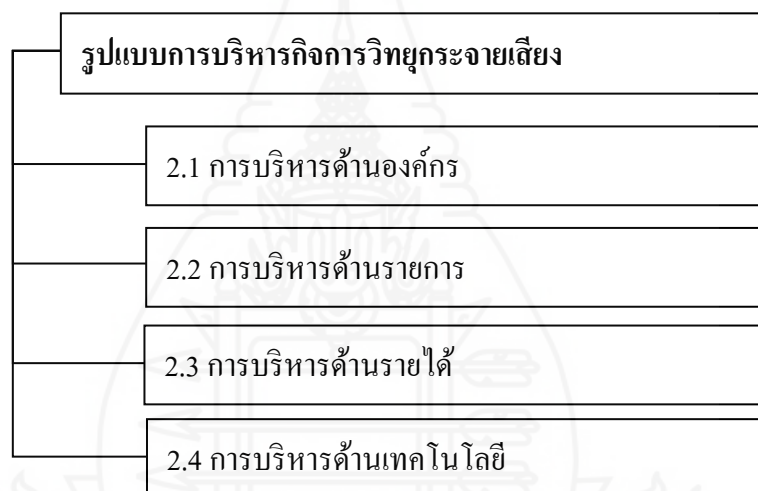 รูปแบบการบริหารกิจการวิทยุกระจายเสียง
2.1 การบริหารด้านองค์กร
2.2 การบริหารด้านรายการ
2.3 การบริหารด้านรายได้
2.4 การบริหารด้านเทคโนโลยี